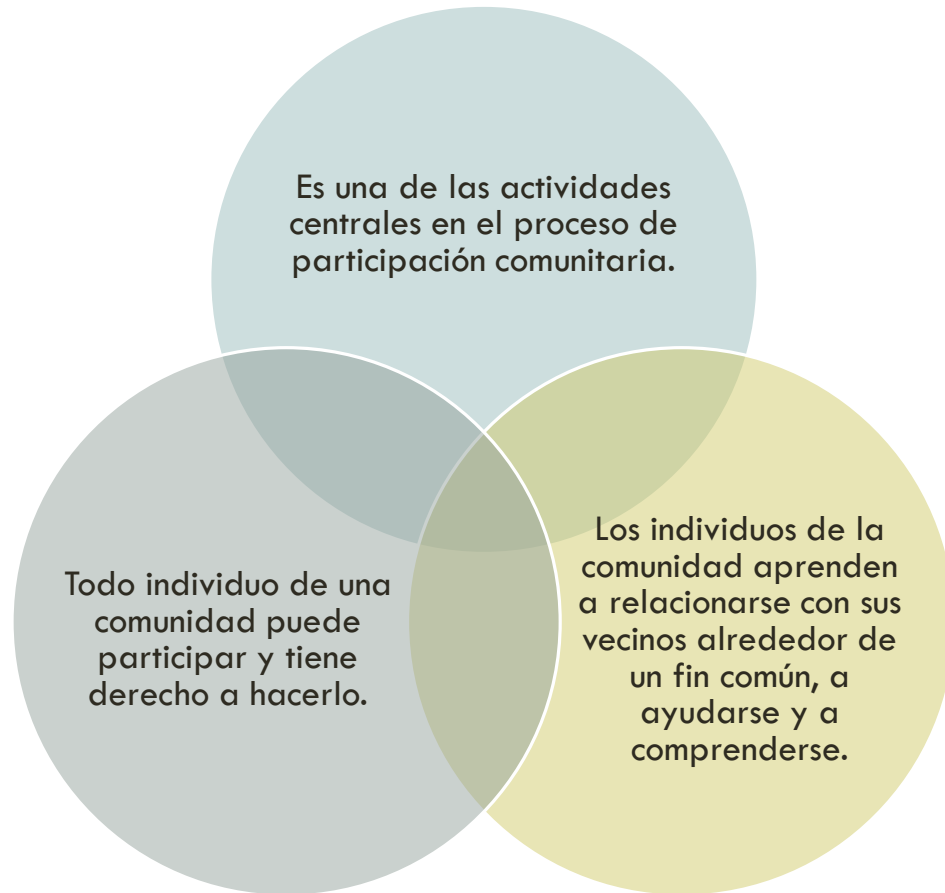 Es una de las actividades
centrales en el proceso de
participación comunitaria.
Todo individuo de una
comunidad puede
participar y tiene
derecho a hacerlo.
Los individuos de la
comunidad aprenden
a relacionarse con sus
vecinos alrededor de
un fin común, a
ayudarse y a
comprenderse.